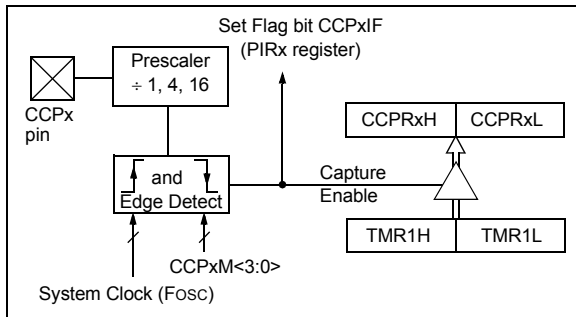 Set Flag bit CCPxIF
(PIRx register)
Prescaler
÷ 1, 4, 16
CCPx
pin
CCPRxH
CCPRxL
and
Edge Detect
Capture
Enable
TMR1H
TMR1L
CCPxM<3:0>
System Clock (FOSC)